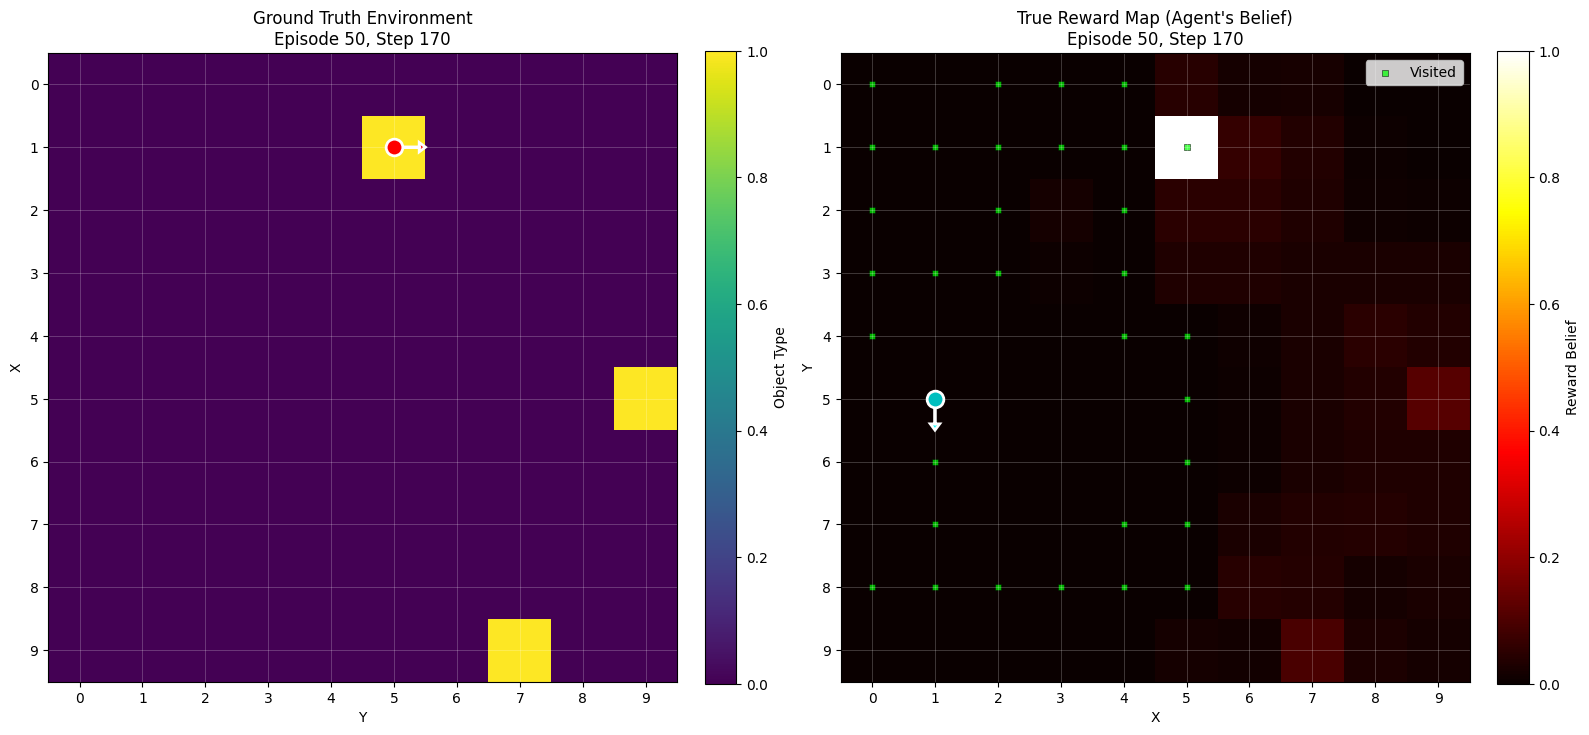 Ground Truth Environment
Episode 50, Step 170
0
1
2
3
4
5
6
7
8
9
X
0 1 2 3 4 5 6 7 8 9
Y
1.0
0.8
0.6
0.4
0.2
0.0
Object Type
True Reward Map (Agent's Belief)
Episode 50, Step 170
Visited
0
1
2
3
4
5
6
7
8
9
Y
0 1 2 3 4 5 6 7 8 9
X
1.0
0.8
0.6
0.4
0.2
0.0
Reward Belief